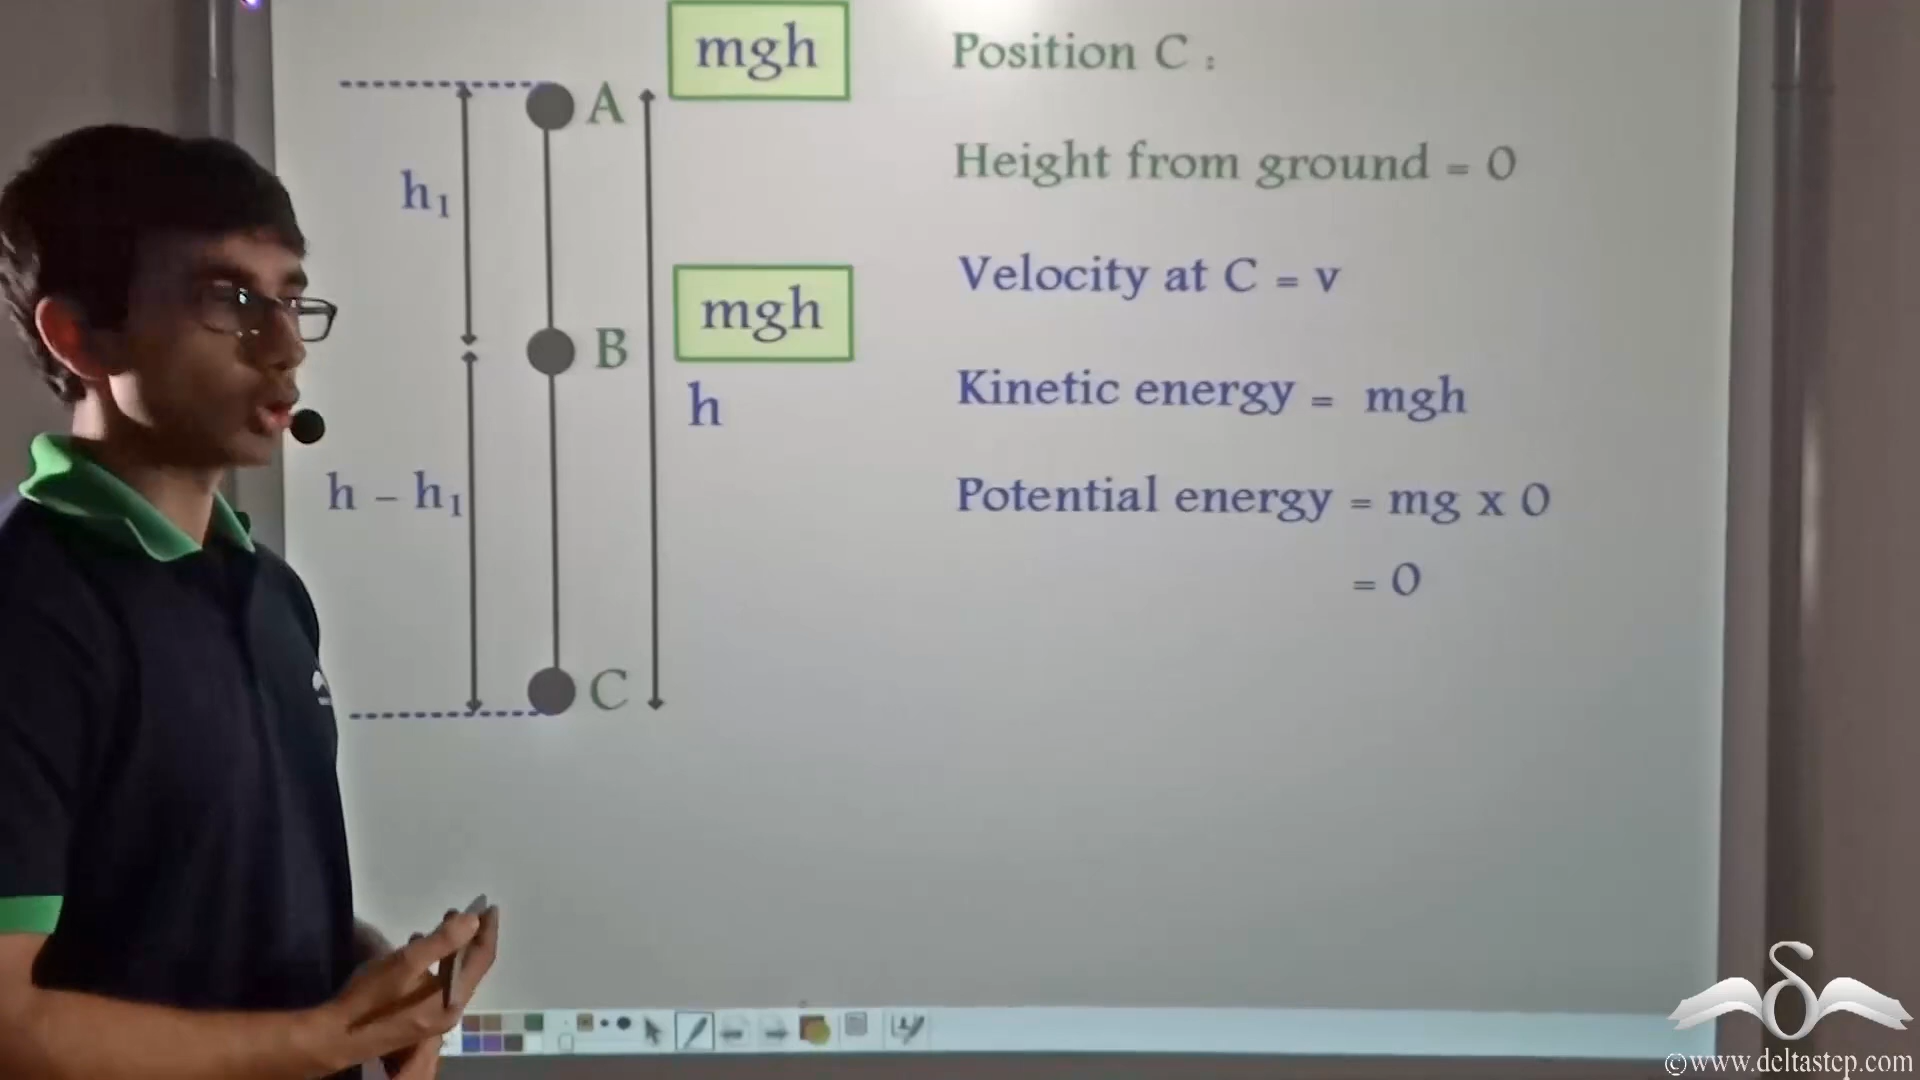 mgh
A
h₁
mgh
B
h
h – h₁
C
Position C :
Height from ground = 0
Velocity at C = v
Kinetic energy = mgh
Potential energy = mg x 0
= 0
©www.deltastep.com